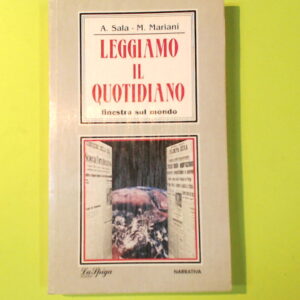 A. Sala - M. Mariani
LEGGIAMO
IL
QUOTIDIANO
finestra sul mondo
La Spiga
NARRATIVA